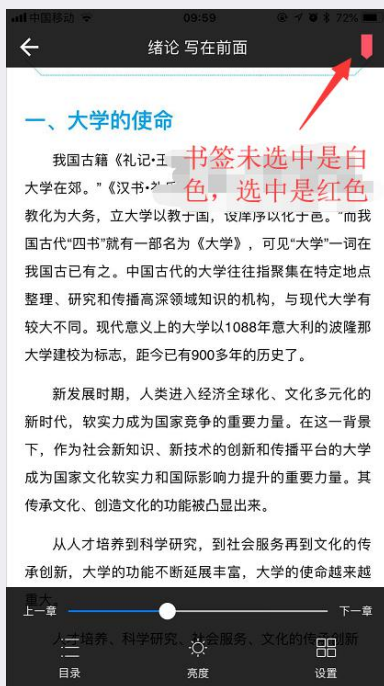 中国移动 09:59 72%
绪论 写在前面
一、大学的使命
我国古籍《礼记•王
书签未选中是白
大学在郊。”《汉书•
色，选中是红色
教化为大务，立大学以教于国，设庠序以化于邑。“而我
国古代“四书”就有一部名为《大学》，可见“大学”一词在
我国古已有之。中国古代的大学往往指聚集在特定地点
整理、研究和传播高深领域知识的机构，与现代大学有
较大不同。现代意义上的大学以1088年意大利的波隆那
大学建校为标志，距今已有900多年的历史了。
新发展时期，人类进入经济全球化、文化多元化的
新时代，软实力成为国家竞争的重要力量。在这一背景
下，作为社会新知识、新技术的创新和传播平台的大学
成为国家文化软实力和国际影响力提升的重要力量。其
传承文化、创造文化的功能被凸显出来。
从人才培养到科学研究，到社会服务再到文化的传
承创新，大学的功能不断延展丰富，大学的使命越来越
重大。
上一章 下一章
人才培养、科学研究、社会服务、文化的传承创新
目录 亮度 设置